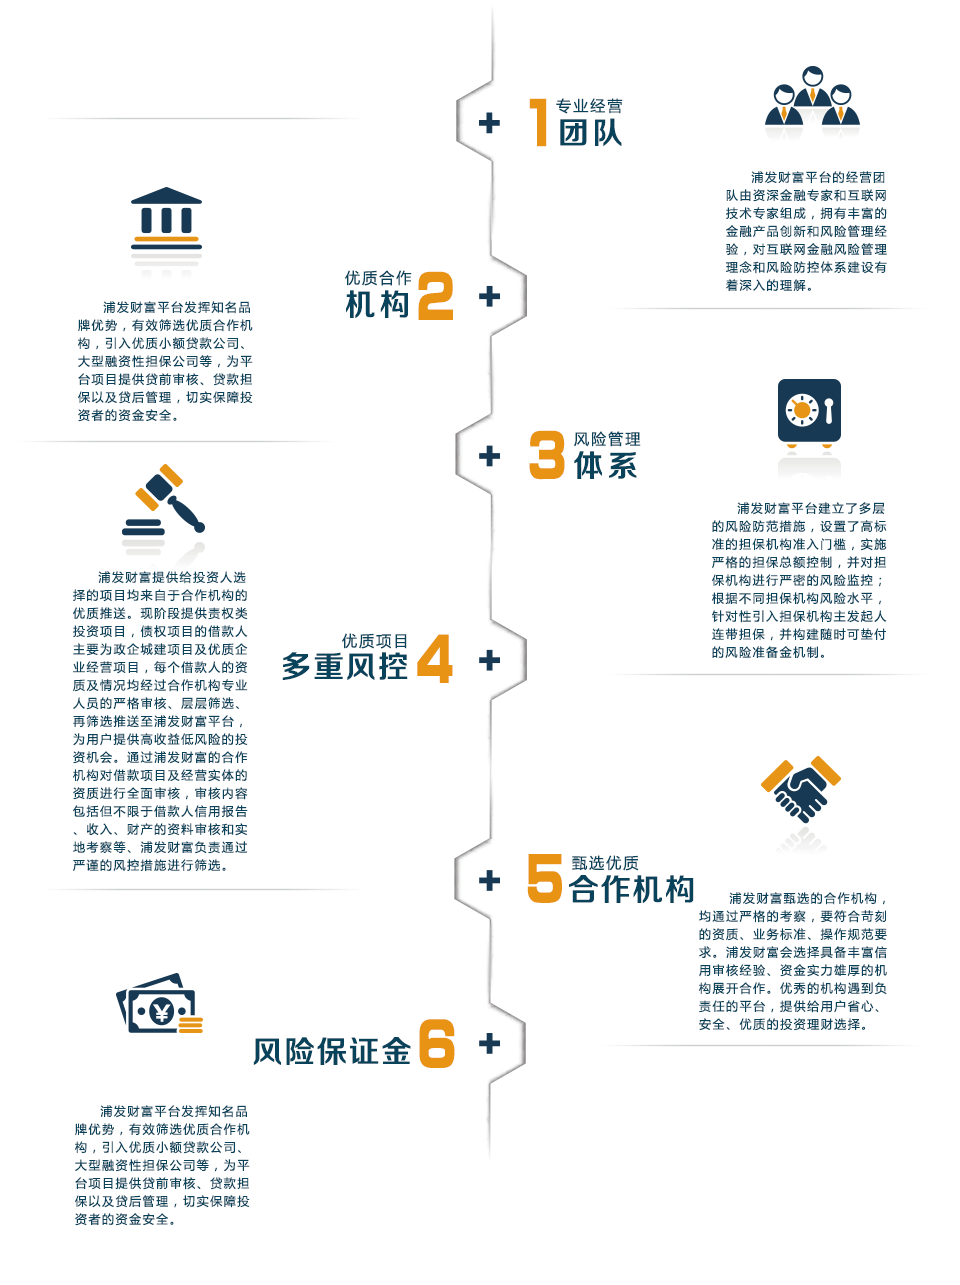 1 专业经营
团队
浦发财富平台的经营团
队由资深金融专家和互联网
技术专家组成，拥有丰富的
金融产品创新和风险管理经
验，对互联网金融风险管理
理念和风险防控体系建设有
着深入的理解。
优质合作
机构 2
浦发财富平台发挥知名品
牌优势，有效筛选优质合作机
构，引入优质小额贷款公司、
大型融资性担保公司等，为平
台项目提供贷前审核、贷款担
保以及贷后管理，切实保障投
资者的资金安全。
3 风险管理
体系
浦发财富平台建立了多层
的风险防范措施，设置了高标
准的担保机构准入门槛，实施
严格的担保总额控制，并对担
保机构进行严密的风险监控；
根据不同担保机构风险水平，
针对性引入担保机构主发起人
连带担保，并构建随时可垫付
的风险准备金机制。
优质项目
多重风控 4
浦发财富提供给投资人选
择的项目均来自于合作机构的
优质推送。现阶段提供责权类
投资项目，债权项目的借款人
主要为政企城建项目及优质企
业经营项目，每个借款人的资
质及情况均经过合作机构专业
人员的严格审核、层层筛选、
再筛选推送至浦发财富平台，
为用户提供高收益低风险的投
资机会。通过浦发财富的合作
机构对借款项目及经营实体的
资质进行全面审核，审核内容
包括但不限于借款人信用报告
、收入、财产的资料审核和实
地考察等、浦发财富负责通过
严谨的风控措施进行筛选。
5 甄选优质
合作机构
浦发财富甄选的合作机构，
均通过严格的考察，要符合苛刻
的资质、业务标准、操作规范要
求。浦发财富会选择具备丰富信
用审核经验、资金实力雄厚的机
构展开合作。优秀的机构遇到负
责任的平台，提供给用户省心、
安全、优质的投资理财选择。
风险保证金 6
浦发财富平台发挥知名品
牌优势，有效筛选优质合作机
构，引入优质小额贷款公司、
大型融资性担保公司等，为平
台项目提供贷前审核、贷款担
保以及贷后管理，切实保障投
资者的资金安全。